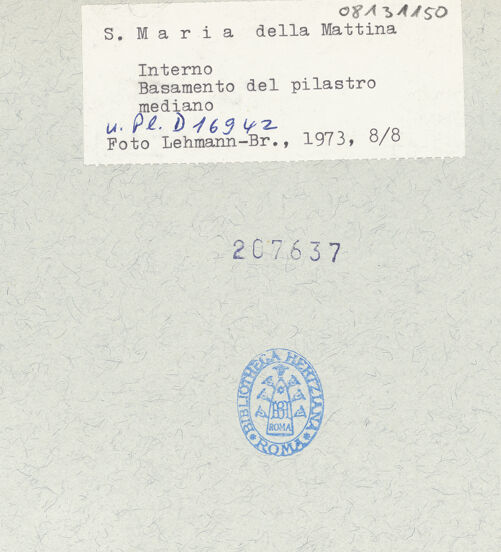 08131150
S. Maria della Mattina
Interno
Basamento del pilastro
mediano
u. Pl. D 16942
Foto Lehmann-Br., 1973, 8/8
207637
BIBLIOTHECA HERTZIANA
ROMA
ROMA